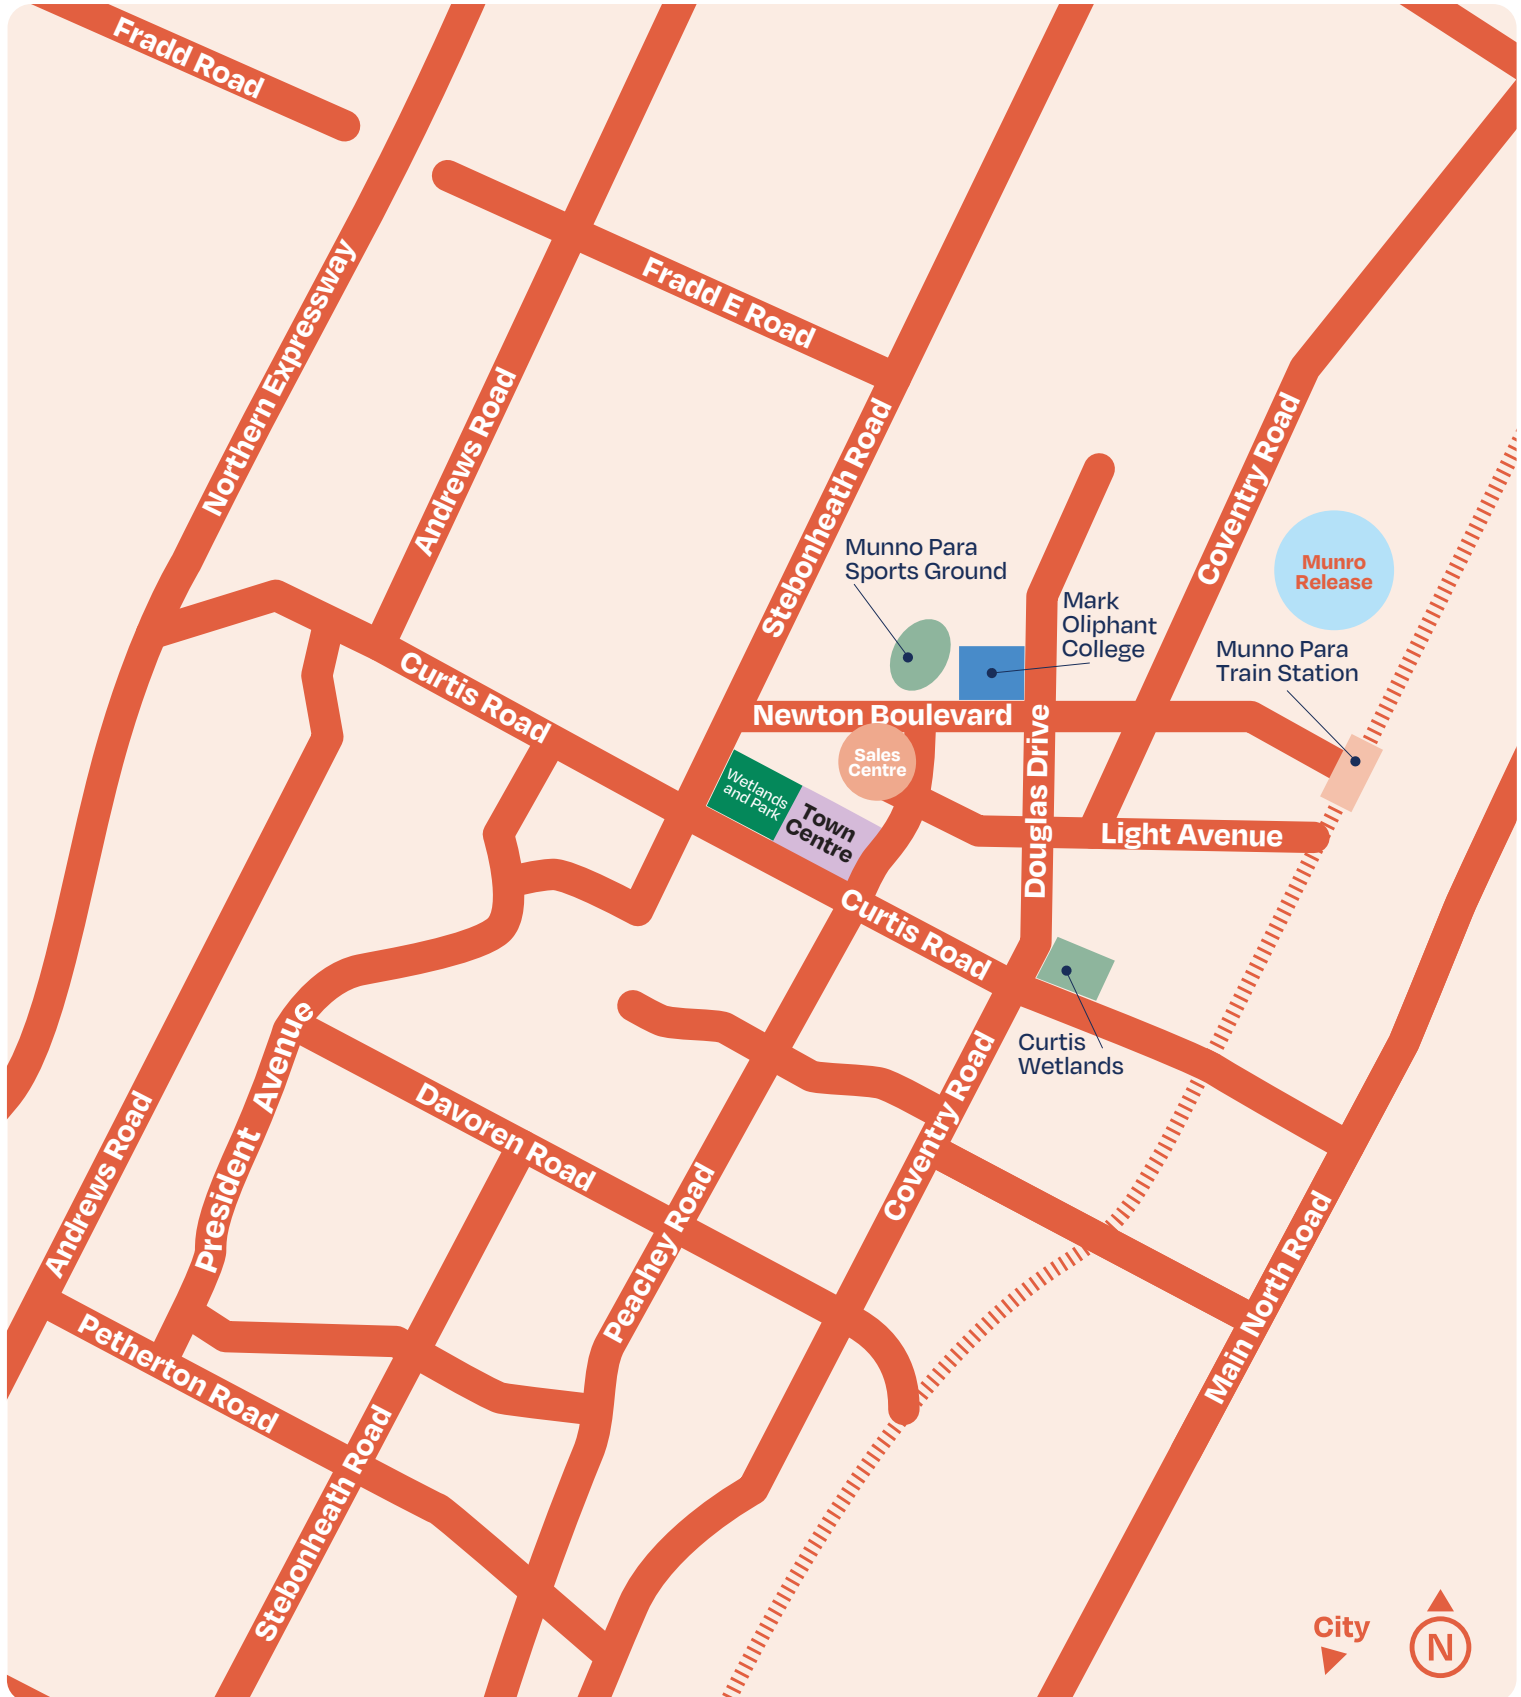 Fradd Road
Northern Expressway
Fradd E Road
Andrews Road
Stebonheath Road
Coventry Road
Munno Para
Sports Ground
Mark
Oliphant
College
Munro
Release
Munno Para
Train Station
Curtis Road
Newton Boulevard
Sales
Centre
Wetlands
and Park
Town
Centre
Douglas Drive
Light Avenue
Curtis Road
Curtis
Wetlands
President Avenue
Andrews Road
Davoren Road
Coventry Road
Peachey Road
Main North Road
Petherton Road
Stebonheath Road
City
N